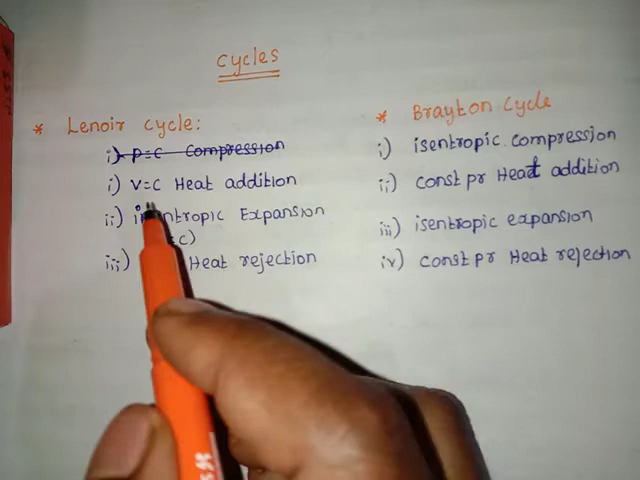 Cycles
* Lenoir cycle:
i) P=C Compression
i) V=C Heat addition
ii) isentropic Expansion
=C)
iii) Heat rejection
* Brayton Cycle
i) isentropic compression
ii) const pr Heat addition
iii) isentropic expansion
iv) const pr Heat rejection